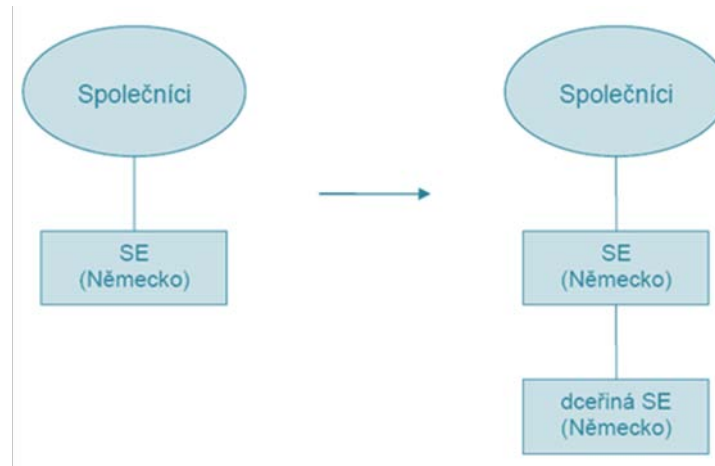 Společníci
SE
(Německo)
Společníci
SE
(Německo)
dceřiná SE
(Německo)